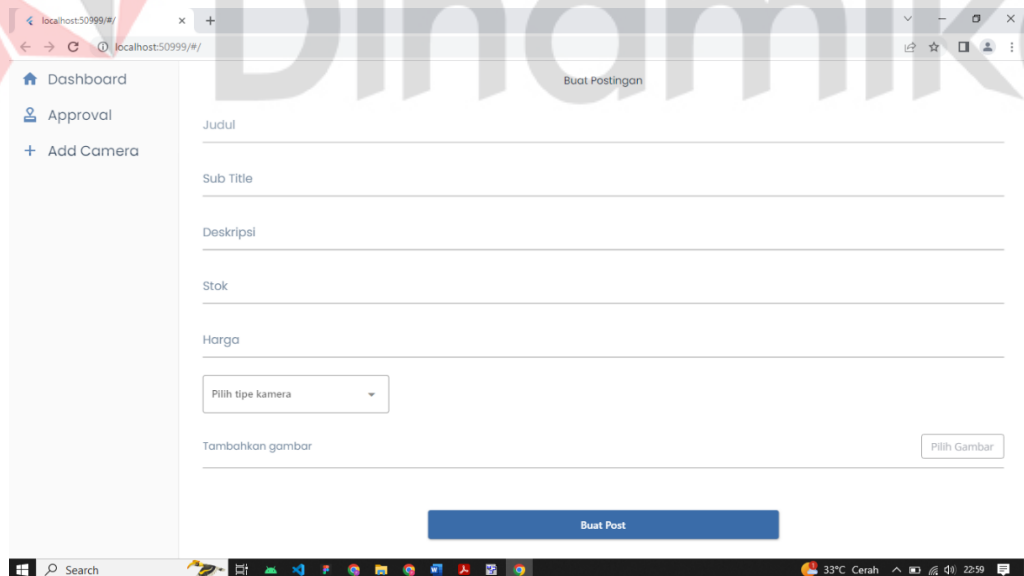 Dinamika
localhost:50999/#/
localhost:50999/#/
Dashboard
Approval
Add Camera
Buat Postingan
Judul
Sub Title
Deskripsi
Stok
Harga
Pilih tipe kamera
Tambahkan gambar
Pilih Gambar
Buat Post
Search
33°C Cerah
22:59